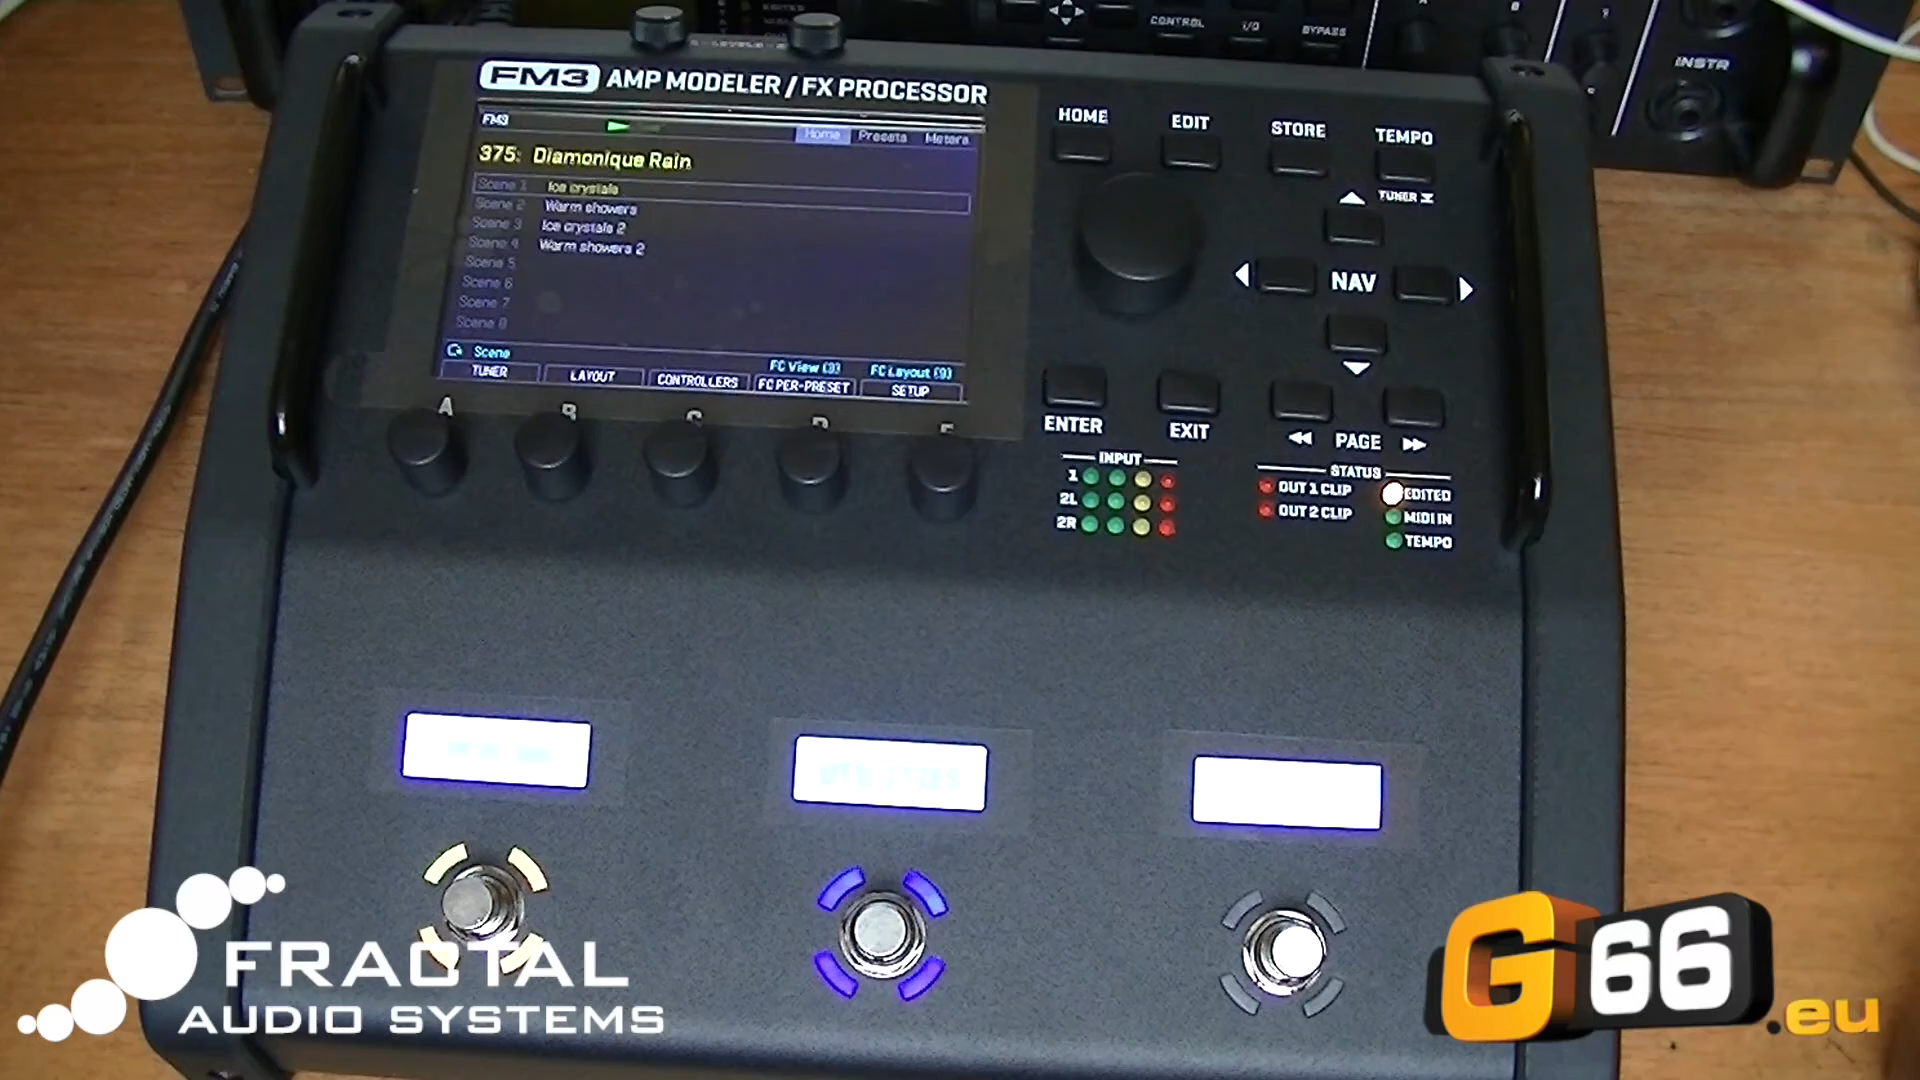 CONTROL
I/O
BYPASS
INSTR
FM3 AMP MODELER / FX PROCESSOR
FM3
Home Presets Meters
375: Diamonique Rain
Scene 1 Ice crystals
Scene 2 Warm showers
Scene 3 Ice crystals 2
Scene 4 Warm showers 2
Scene 5
Scene 6
Scene 7
Scene 8
Scene
FC View (9) FC Layout (9)
TUNER LAYOUT CONTROLLERS FC PER-PRESET SETUP
A B C D E
HOME EDIT STORE TEMPO
TUNER
NAV
ENTER EXIT PAGE
INPUT
1
2L
2R
STATUS
OUT 1 CLIP EDITED
OUT 2 CLIP MIDI IN
TEMPO
UTILITIES
FRACTAL
AUDIO SYSTEMS
G66.eu